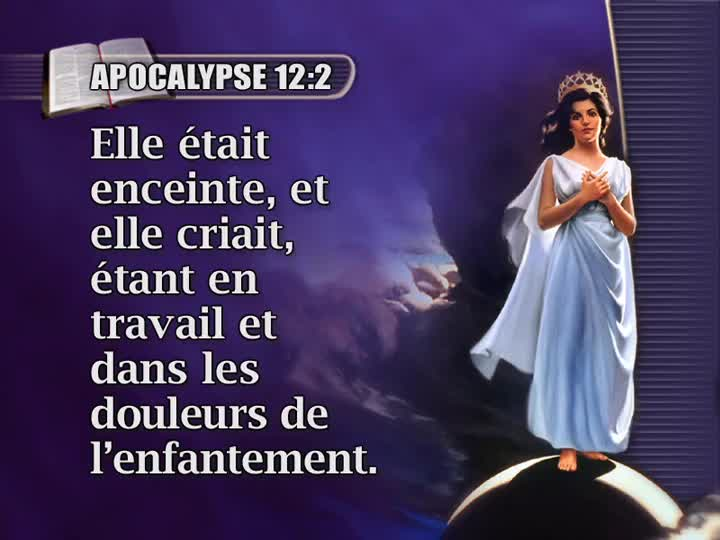 APOCALYPSE 12:2
Elle était
enceinte, et
elle criait,
étant en
travail et
dans les
douleurs de
l'enfantement.